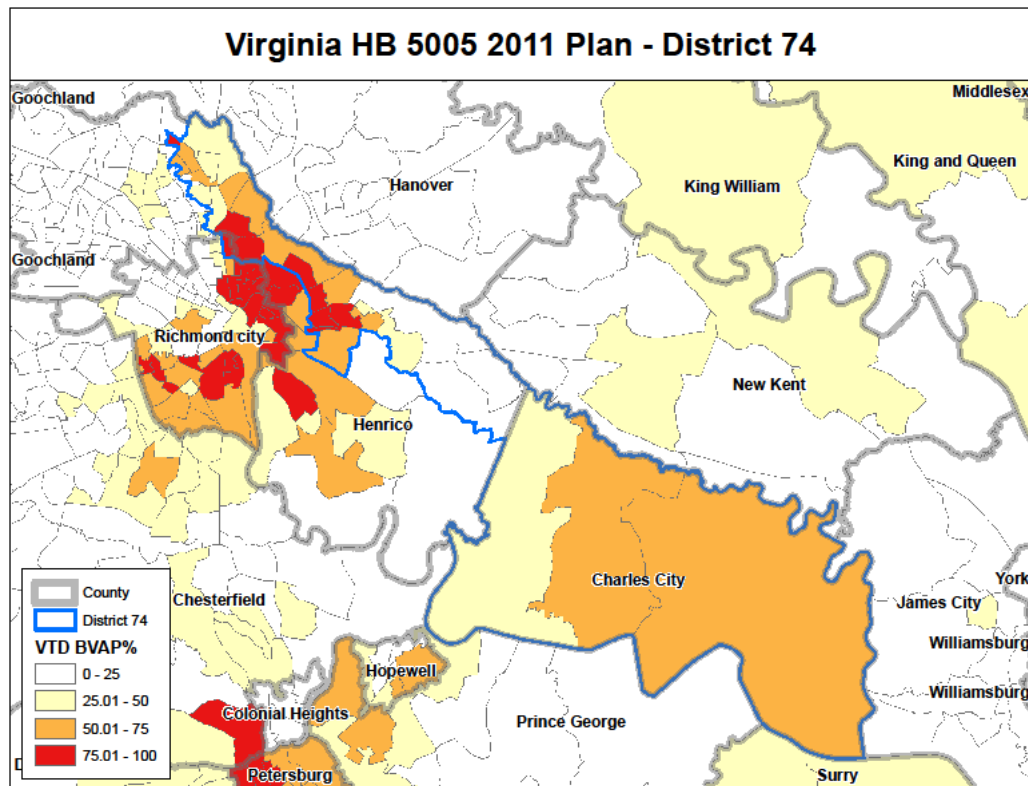 Virginia HB 5005 2011 Plan - District 74
Goochland
Middlesex
King and Queen
Hanover
King William
Goochland
Richmond city
New Kent
Henrico
Charles City
County
District 74
VTD BVAP%
0 - 25
25.01 - 50
50.01 - 75
75.01 - 100
Chesterfield
York
James City
Williamsburg
Hopewell
Williamsburg
Colonial Heights
Prince George
D
Petersburg
Surry